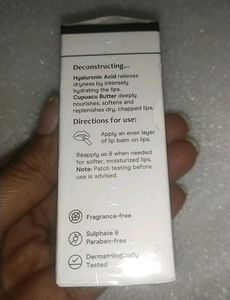 Deconstructing...
Hyaluronic Acid relieves
dryness by intensely
hydrating the lips.
Cupuacu Butter deeply
nourishes, softens and
replenishes dry, chapped lips.
Directions for use:
Apply an even layer
of lip balm on lips.
Reapply as & when needed
for softer, moisturized lips.
Note: Patch testing before
use is advised.
Fragrance-free
Sulphate &
Paraben-free
Dermatologically
Tested